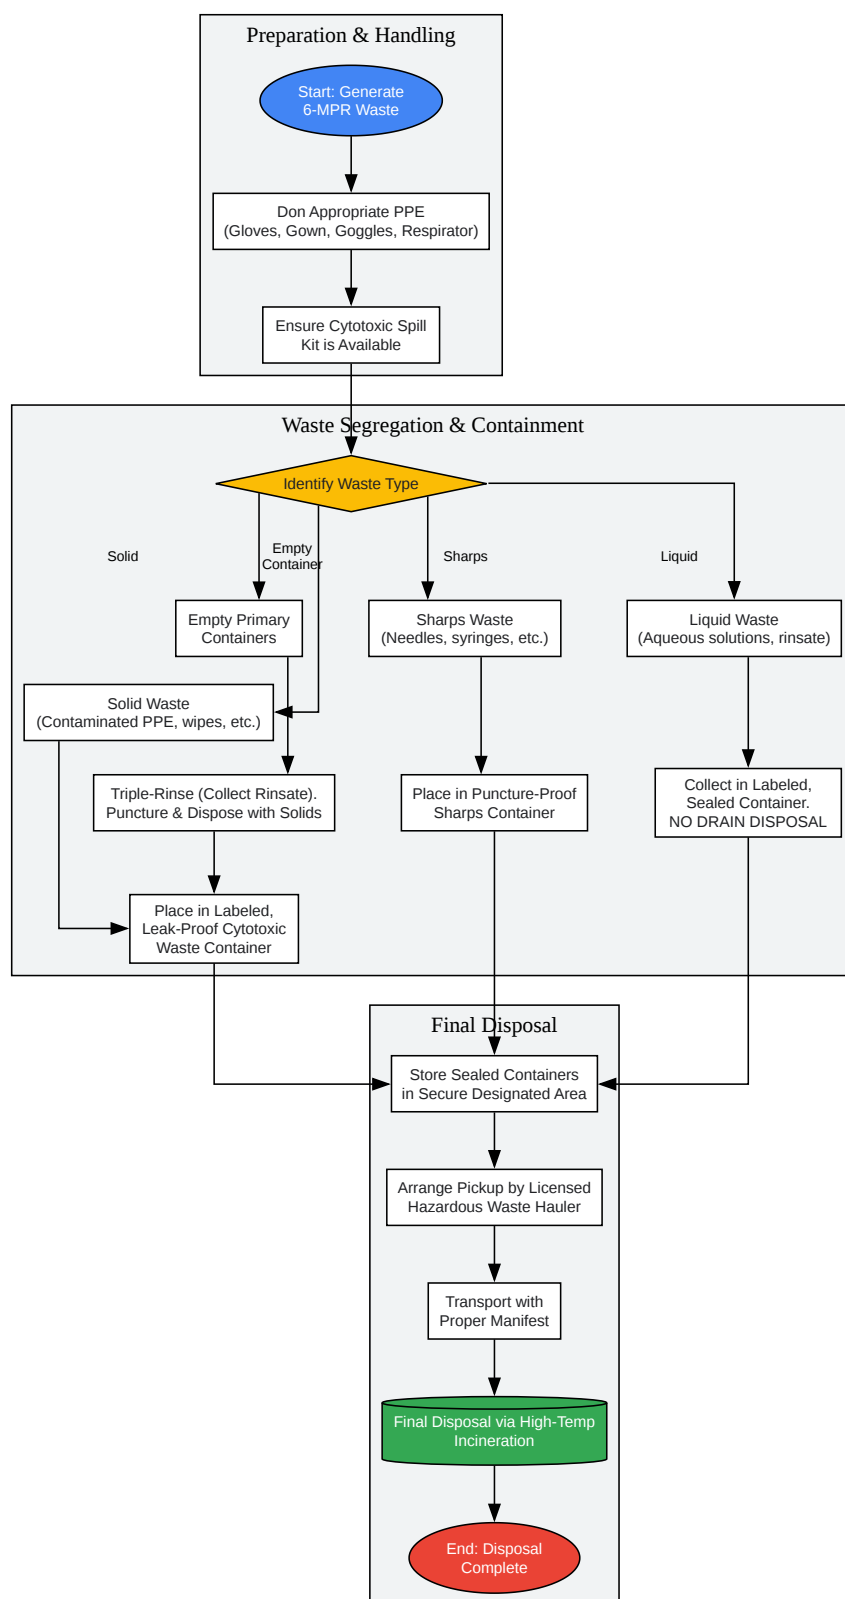 Preparation & Handling
Start: Generate
6-MPR Waste
Don Appropriate PPE
(Gloves, Gown, Goggles, Respirator)
Ensure Cytotoxic Spill
Kit is Available
Waste Segregation & Containment
Identify Waste Type
Solid
Empty
Container
Sharps
Liquid
Empty Primary
Containers
Sharps Waste
(Needles, syringes, etc.)
Liquid Waste
(Aqueous solutions, rinsate)
Solid Waste
(Contaminated PPE, wipes, etc.)
Triple-Rinse (Collect Rinsate).
Puncture & Dispose with Solids
Place in Puncture-Proof
Sharps Container
Collect in Labeled,
Sealed Container.
NO DRAIN DISPOSAL
Place in Labeled,
Leak-Proof Cytotoxic
Waste Container
Final Disposal
Store Sealed Containers
in Secure Designated Area
Arrange Pickup by Licensed
Hazardous Waste Hauler
Transport with
Proper Manifest
Final Disposal via High-Temp
Incineration
End: Disposal
Complete